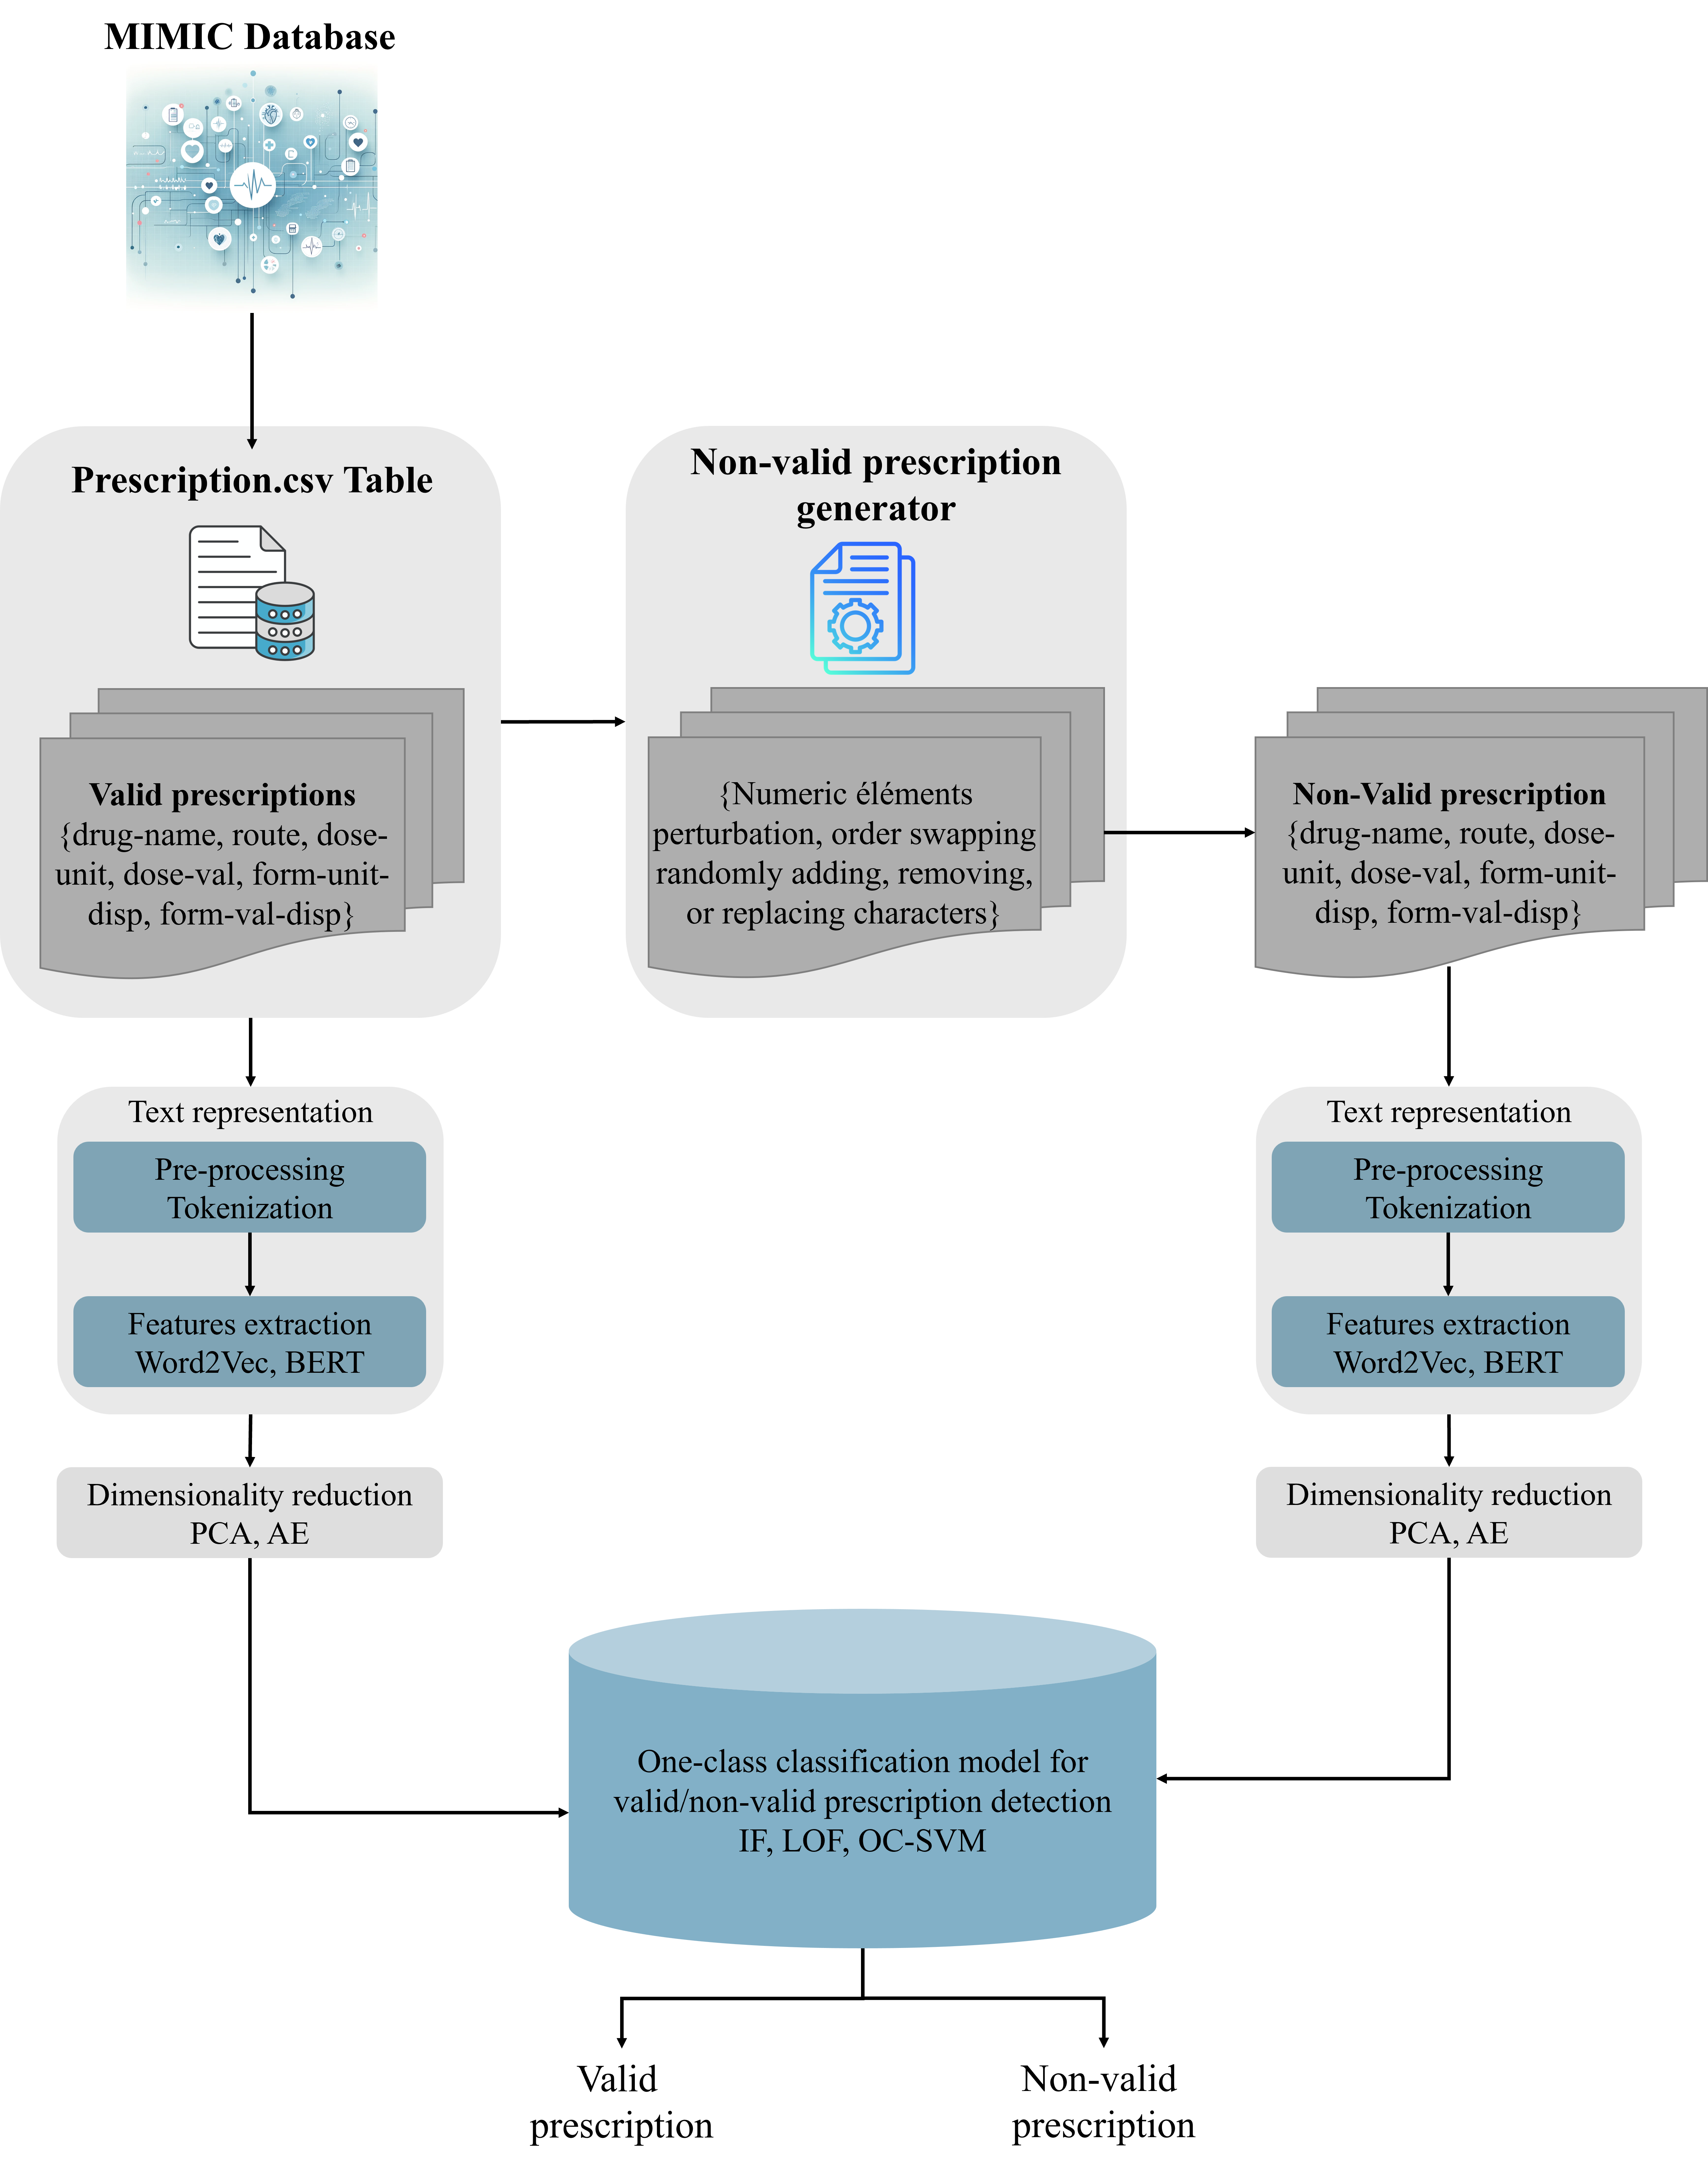 MIMIC Database
Prescription.csv Table
Valid prescriptions
{drug-name, route, dose-
unit, dose-val, form-unit-
disp, form-val-disp}
Non-valid prescription
generator
{Numeric éléments
perturbation, order swapping
randomly adding, removing,
or replacing characters}
Non-Valid prescription
{drug-name, route, dose-
unit, dose-val, form-unit-
disp, form-val-disp}
Text representation
Pre-processing
Tokenization
Features extraction
Word2Vec, BERT
Dimensionality reduction
PCA, AE
Text representation
Pre-processing
Tokenization
Features extraction
Word2Vec, BERT
Dimensionality reduction
PCA, AE
One-class classification model for
valid/non-valid prescription detection
IF, LOF, OC-SVM
Valid
prescription
Non-valid
prescription